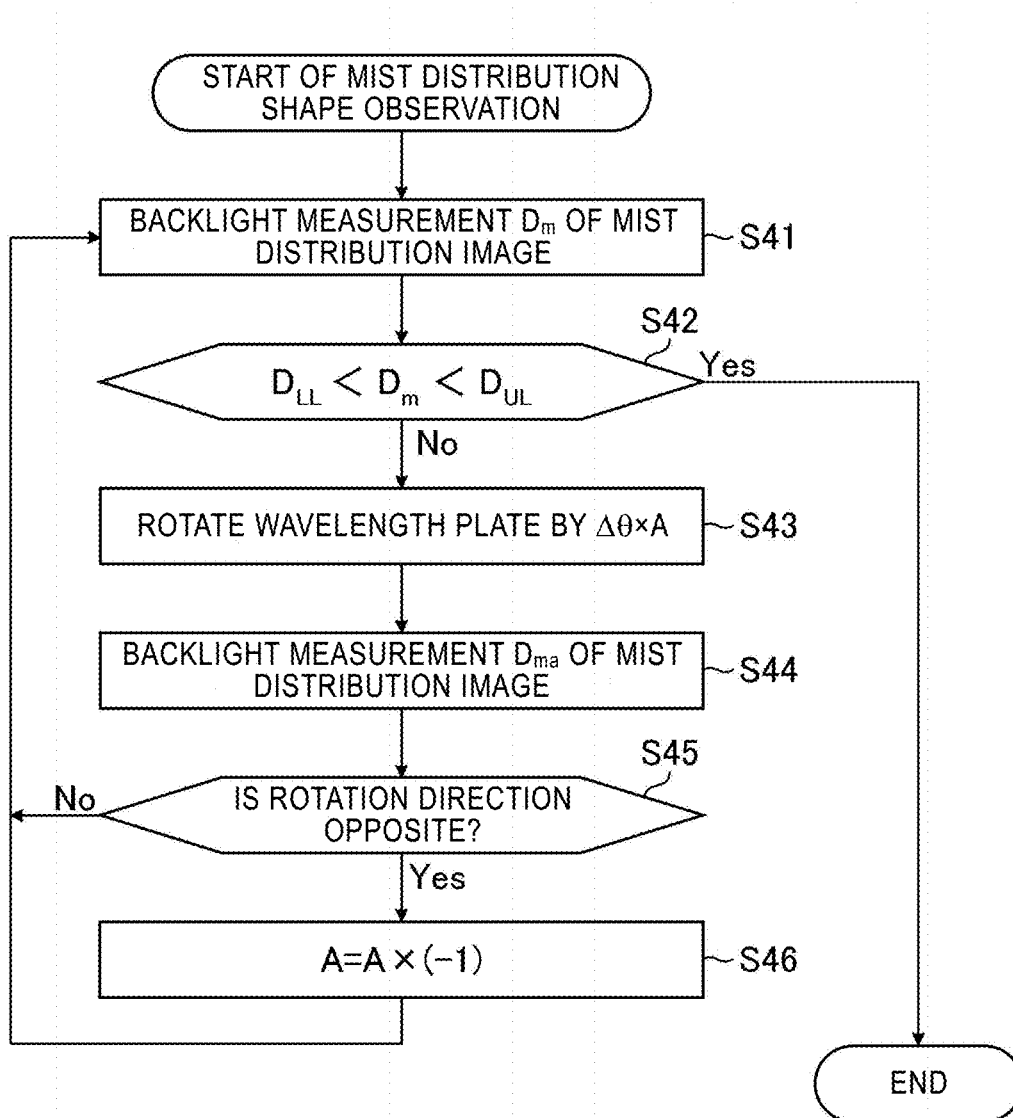 START OF MIST DISTRIBUTION
SHAPE OBSERVATION
BACKLIGHT MEASUREMENT Dm OF MIST
DISTRIBUTION IMAGE
S41
S42
DLL < Dm < DUL
Yes
No
ROTATE WAVELENGTH PLATE BY Δθ×A
S43
BACKLIGHT MEASUREMENT Dma OF MIST
DISTRIBUTION IMAGE
S44
S45
No
IS ROTATION DIRECTION
OPPOSITE?
Yes
A=A×(-1)
S46
END